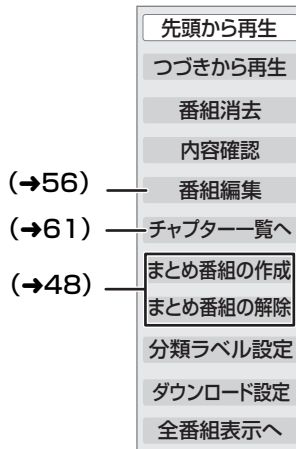 先頭から再生
つづきから再生
番組消去
内容確認
(➜56) 番組編集
(➜61) チャプター一覧へ
まとめ番組の作成
(➜48)
まとめ番組の解除
分類ラベル設定
ダウンロード設定
全番組表示へ